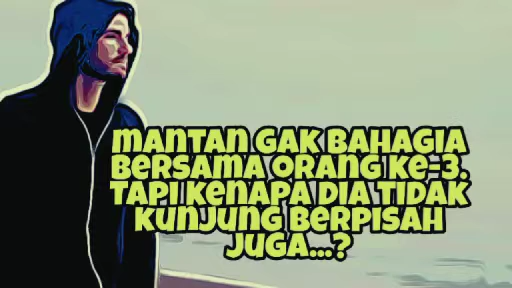 mantan gak bahagia
bersama orang ke=3.
tapi kenapa dia tidak
kunjung berpisah
juga...?